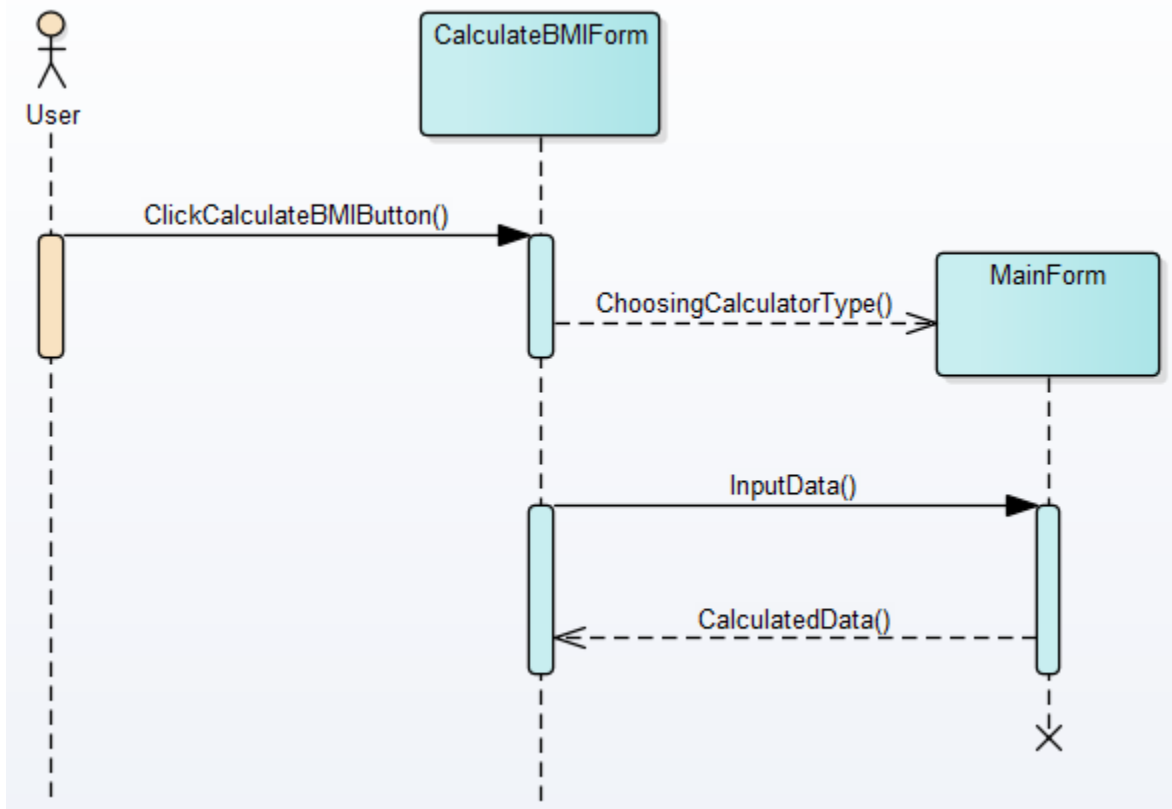 CalculateBMIForm
User
ClickCalculateBMIButton()
MainForm
ChoosingCalculatorType()
InputData()
CalculatedData()